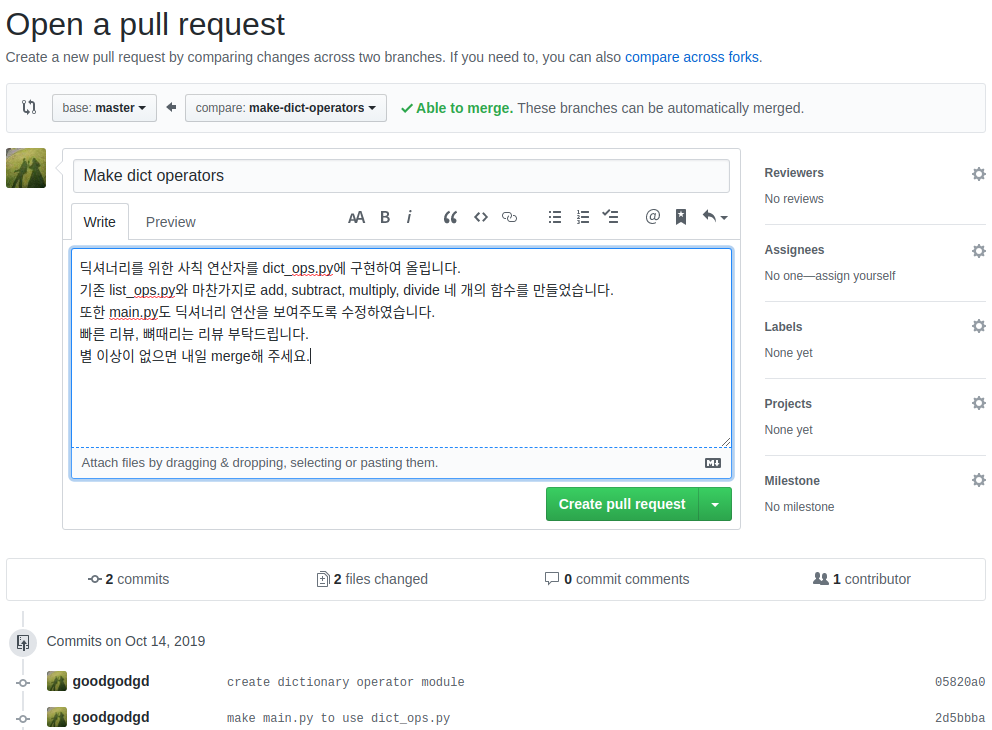 Open a pull request
Create a new pull request by comparing changes across two branches. If you need to, you can also compare across forks.
base: master
compare: make-dict-operators
Able to merge. These branches can be automatically merged.
Make dict operators
Write
Preview
AA B i
딕셔너리를 위한 사칙 연산자를 dict_ops.py에 구현하여 올립니다.
기존 list_ops.py와 마찬가지로 add, subtract, multiply, divide 네 개의 함수를 만들었습니다.
또한 main.py도 딕셔너리 연산을 보여주도록 수정하였습니다.
빠른 리뷰, 뼈때리는 리뷰 부탁드립니다.
별 이상이 없으면 내일 merge해 주세요.
Attach files by dragging & dropping, selecting or pasting them.
Create pull request
Reviewers
No reviews
Assignees
No one—assign yourself
Labels
None yet
Projects
None yet
Milestone
No milestone
2 commits
2 files changed
0 commit comments
1 contributor
Commits on Oct 14, 2019
goodgodgd create dictionary operator module 05820a0
goodgodgd make main.py to use dict_ops.py 2d5bbba